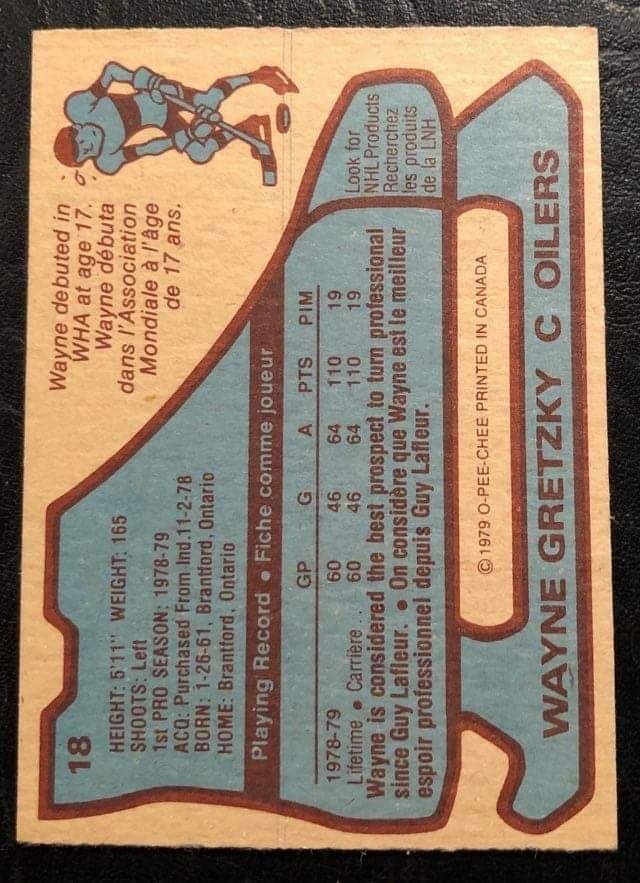 18
HEIGHT: 5'11" WEIGHT: 165
SHOOTS: Left
1st PRO SEASON: 1978-79
ACQ: Purchased From Ind. 11-2-78
BORN: 1-26-61, Brantford, Ontario
HOME: Brantford, Ontario
Wayne debuted in
WHA at age 17.
Wayne débuta
dans l'Association
Mondiale à l'âge
de 17 ans.
Playing Record • Fiche comme joueur
GP G A PTS PIM
1978-79 60 46 64 110 19
Lifetime • Carrière .. 60 46 64 110 19
Wayne is considered the best prospect to turn professional
since Guy Lafleur. • On considère que Wayne est le meilleur
espoir professionnel depuis Guy Lafleur.
Look for
NHL Products
Recherchez
les produits
de la LNH
©1979 O-PEE-CHEE PRINTED IN CANADA
WAYNE GRETZKY C OILERS